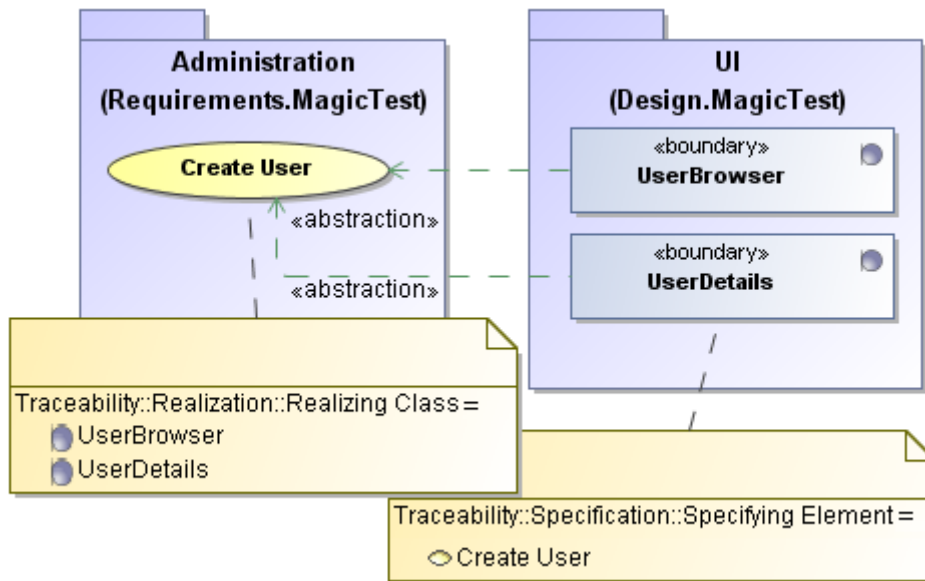 Administration
(Requirements.MagicTest)
Create User
«abstraction»
«abstraction»
UI
(Design.MagicTest)
«boundary»
UserBrowser
«boundary»
UserDetails
Traceability::Realization::Realizing Class =
UserBrowser
UserDetails
Traceability::Specification::Specifying Element =
Create User